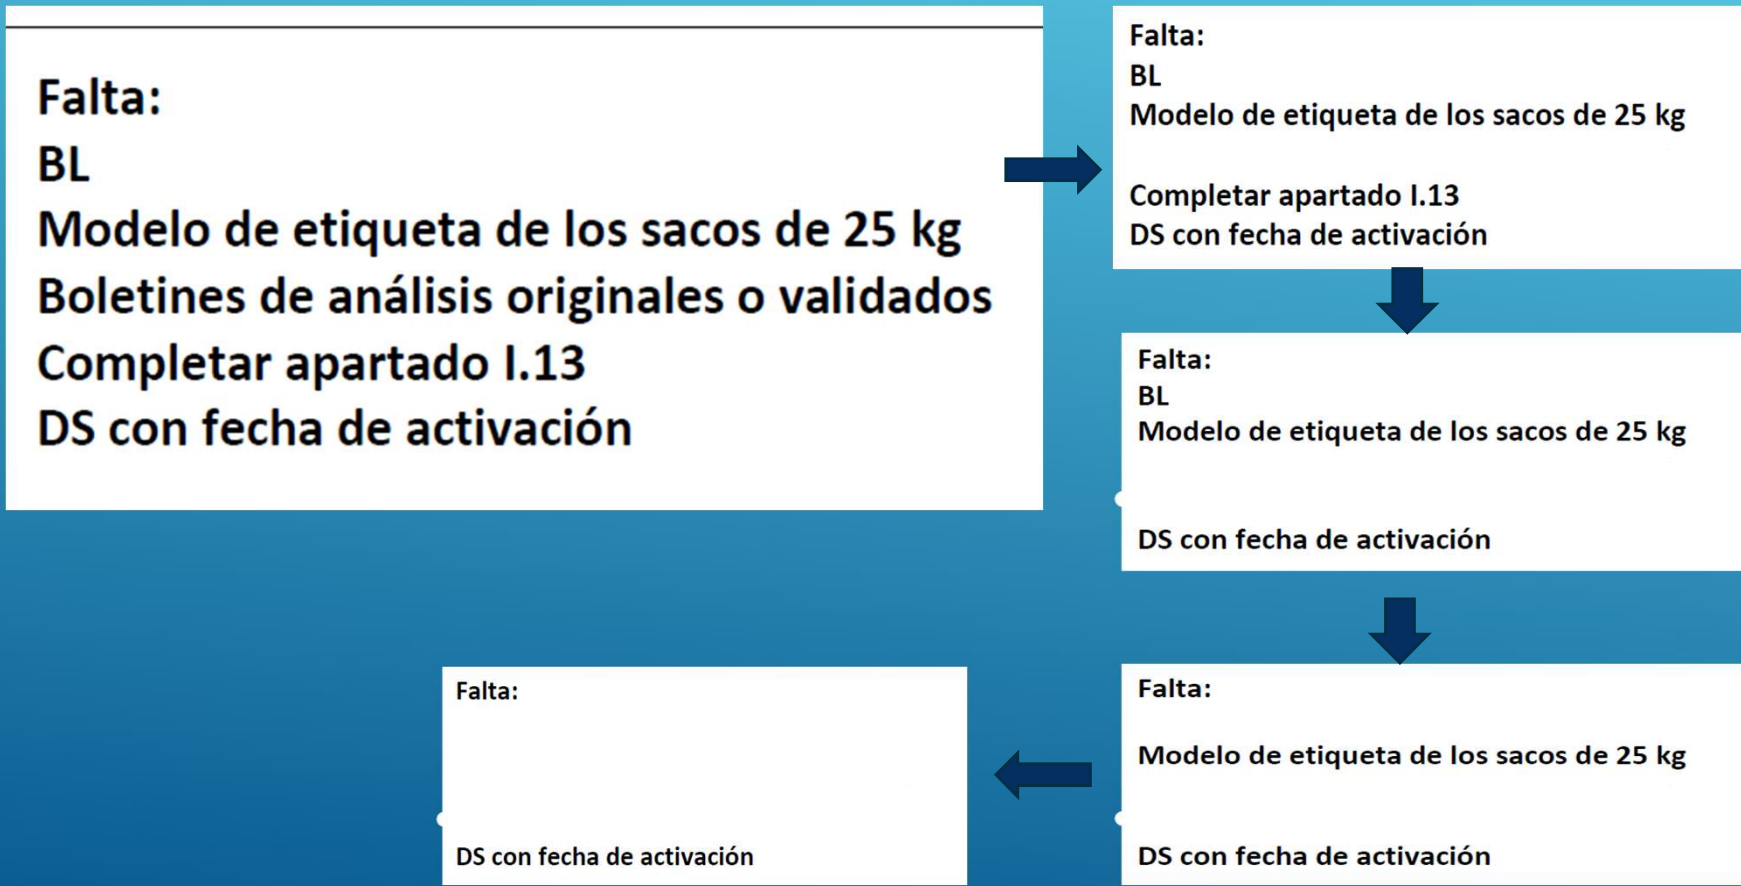 Falta:
BL
Modelo de etiqueta de los sacos de 25 kg
Boletines de análisis originales o validados
Completar apartado I.13
DS con fecha de activación
Falta:
BL
Modelo de etiqueta de los sacos de 25 kg
Completar apartado I.13
DS con fecha de activación
Falta:
BL
Modelo de etiqueta de los sacos de 25 kg
DS con fecha de activación
Falta:
Modelo de etiqueta de los sacos de 25 kg
DS con fecha de activación
Falta:
DS con fecha de activación